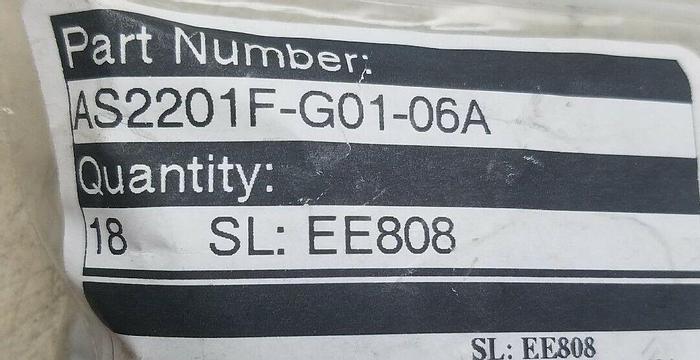 Part Number:
AS2201F-G01-06A
Quantity:
18 SL: EE808
SL: EE808